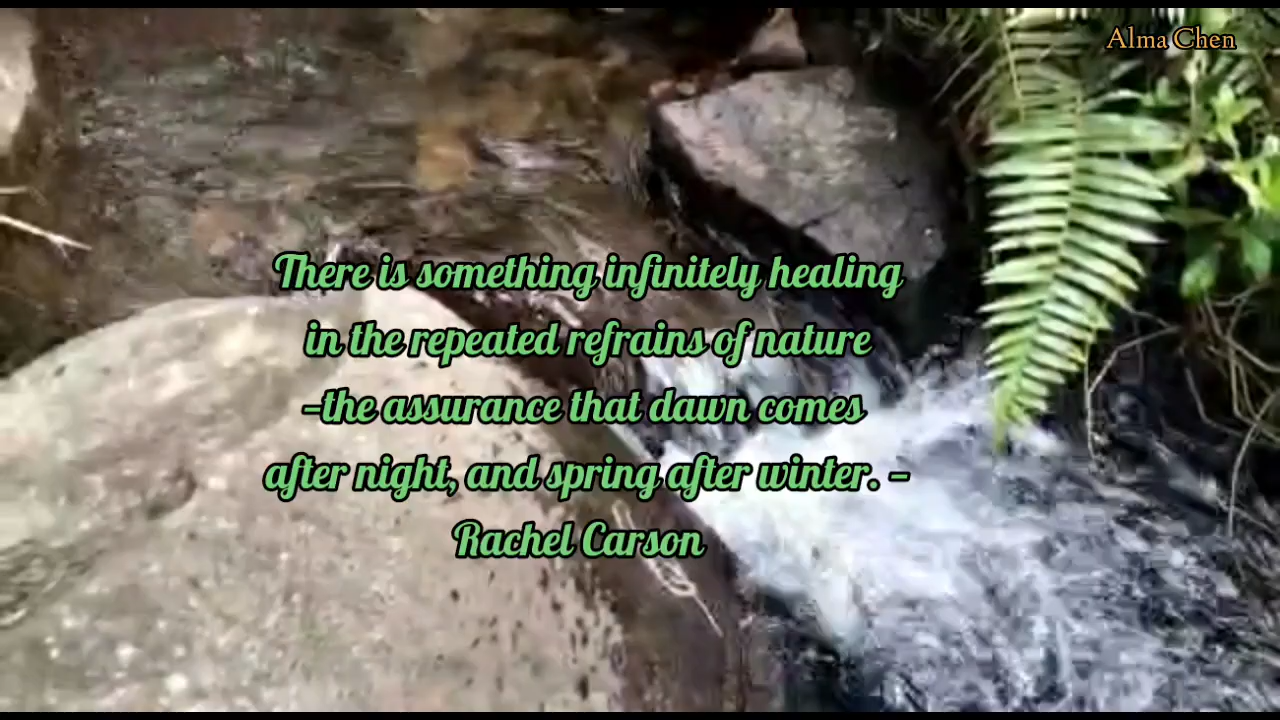 Alma Chen
There is something infinitely healing
in the repeated refrains of nature
–the assurance that dawn comes
after night, and spring after winter. –
Rachel Carson